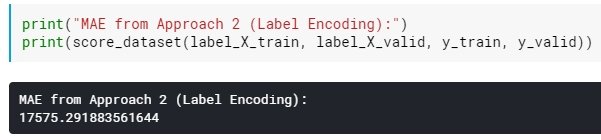 print("MAE from Approach 2 (Label Encoding):")
print(score_dataset(label_X_train, label_X_valid, y_train, y_valid))
MAE from Approach 2 (Label Encoding):
17575.291883561644